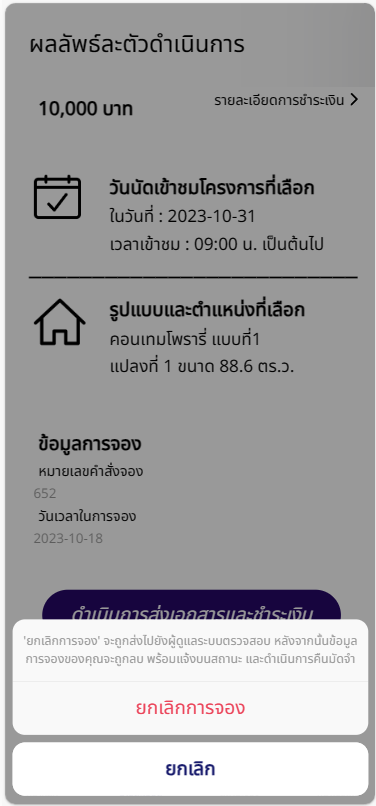 ผลลัพธ์ละตัวดำเนินการ
10,000 บาท
รายละเอียดการชำระเงิน
วันนัดเข้าชมโครงการที่เลือก
ในวันที่ : 2023-10-31
เวลาเข้าชม : 09:00 น. เป็นต้นไป
รูปแบบและตำแหน่งที่เลือก
คอนเทมโพรารี่ แบบที่1
แปลงที่ 1 ขนาด 88.6 ตร.ว.
ข้อมูลการจอง
หมายเลขคำสั่งจอง
652
วันเวลาในการจอง
2023-10-18
ดำเนินการส่งเอกสารและชำระเงิน
'ยกเลิกการจอง' จะถูกส่งไปยังผู้ดูแลระบบตรวจสอบ หลังจากนั้นข้อมูล
การจองของคุณจะถูกลบ พร้อมแจ้งบนสถานะ และดำเนินการคืนมัดจำ
ยกเลิกการจอง
ยกเลิก